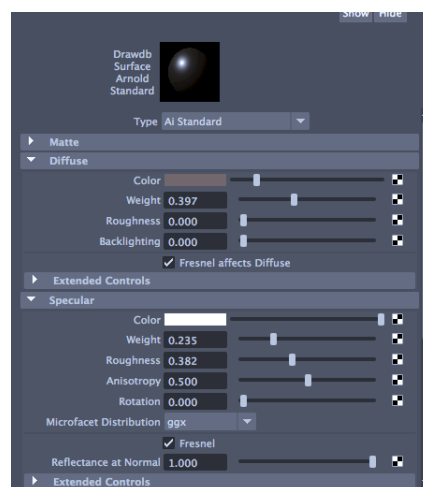 Show Hide
Drawdb
Surface
Arnold
Standard
Type Ai Standard
Matte
Diffuse
Color
Weight 0.397
Roughness 0.000
Backlighting 0.000
Fresnel affects Diffuse
Extended Controls
Specular
Color
Weight 0.235
Roughness 0.382
Anisotropy 0.500
Rotation 0.000
Microfacet Distribution ggx
Fresnel
Reflectance at Normal 1.000
Extended Controls